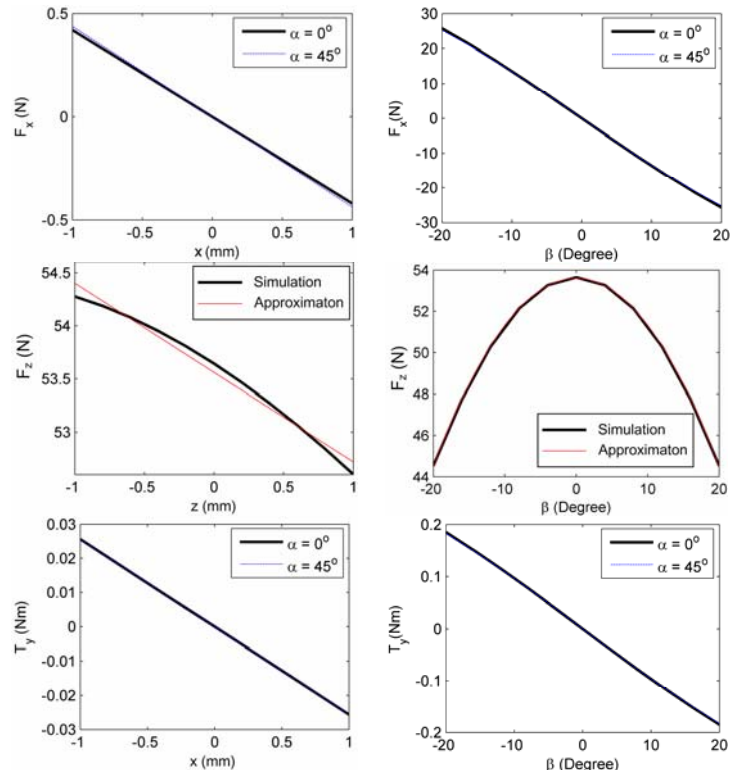 0.5
0
-0.5
F_x (N)
-1
-0.5
0
0.5
1
x (mm)
α = 0°
α = 45°
30
20
10
0
-10
-20
-30
F_x(N)
-20
-10
0
10
20
β (Degree)
α = 0°
α = 45°
54.5
54
53.5
53
F_z (N)
-1
-0.5
0
0.5
1
z (mm)
Simulation
Approximaton
54
52
50
48
46
44
F_z (N)
-20
-10
0
10
20
β (Degree)
Simulation
Approximaton
0.03
0.02
0.01
0
-0.01
-0.02
-0.03
T_y (Nm)
-1
-0.5
0
0.5
1
x (mm)
α = 0°
α = 45°
0.2
0.1
0
-0.1
-0.2
T_y(Nm)
-20
-10
0
10
20
β (Degree)
α = 0°
α = 45°